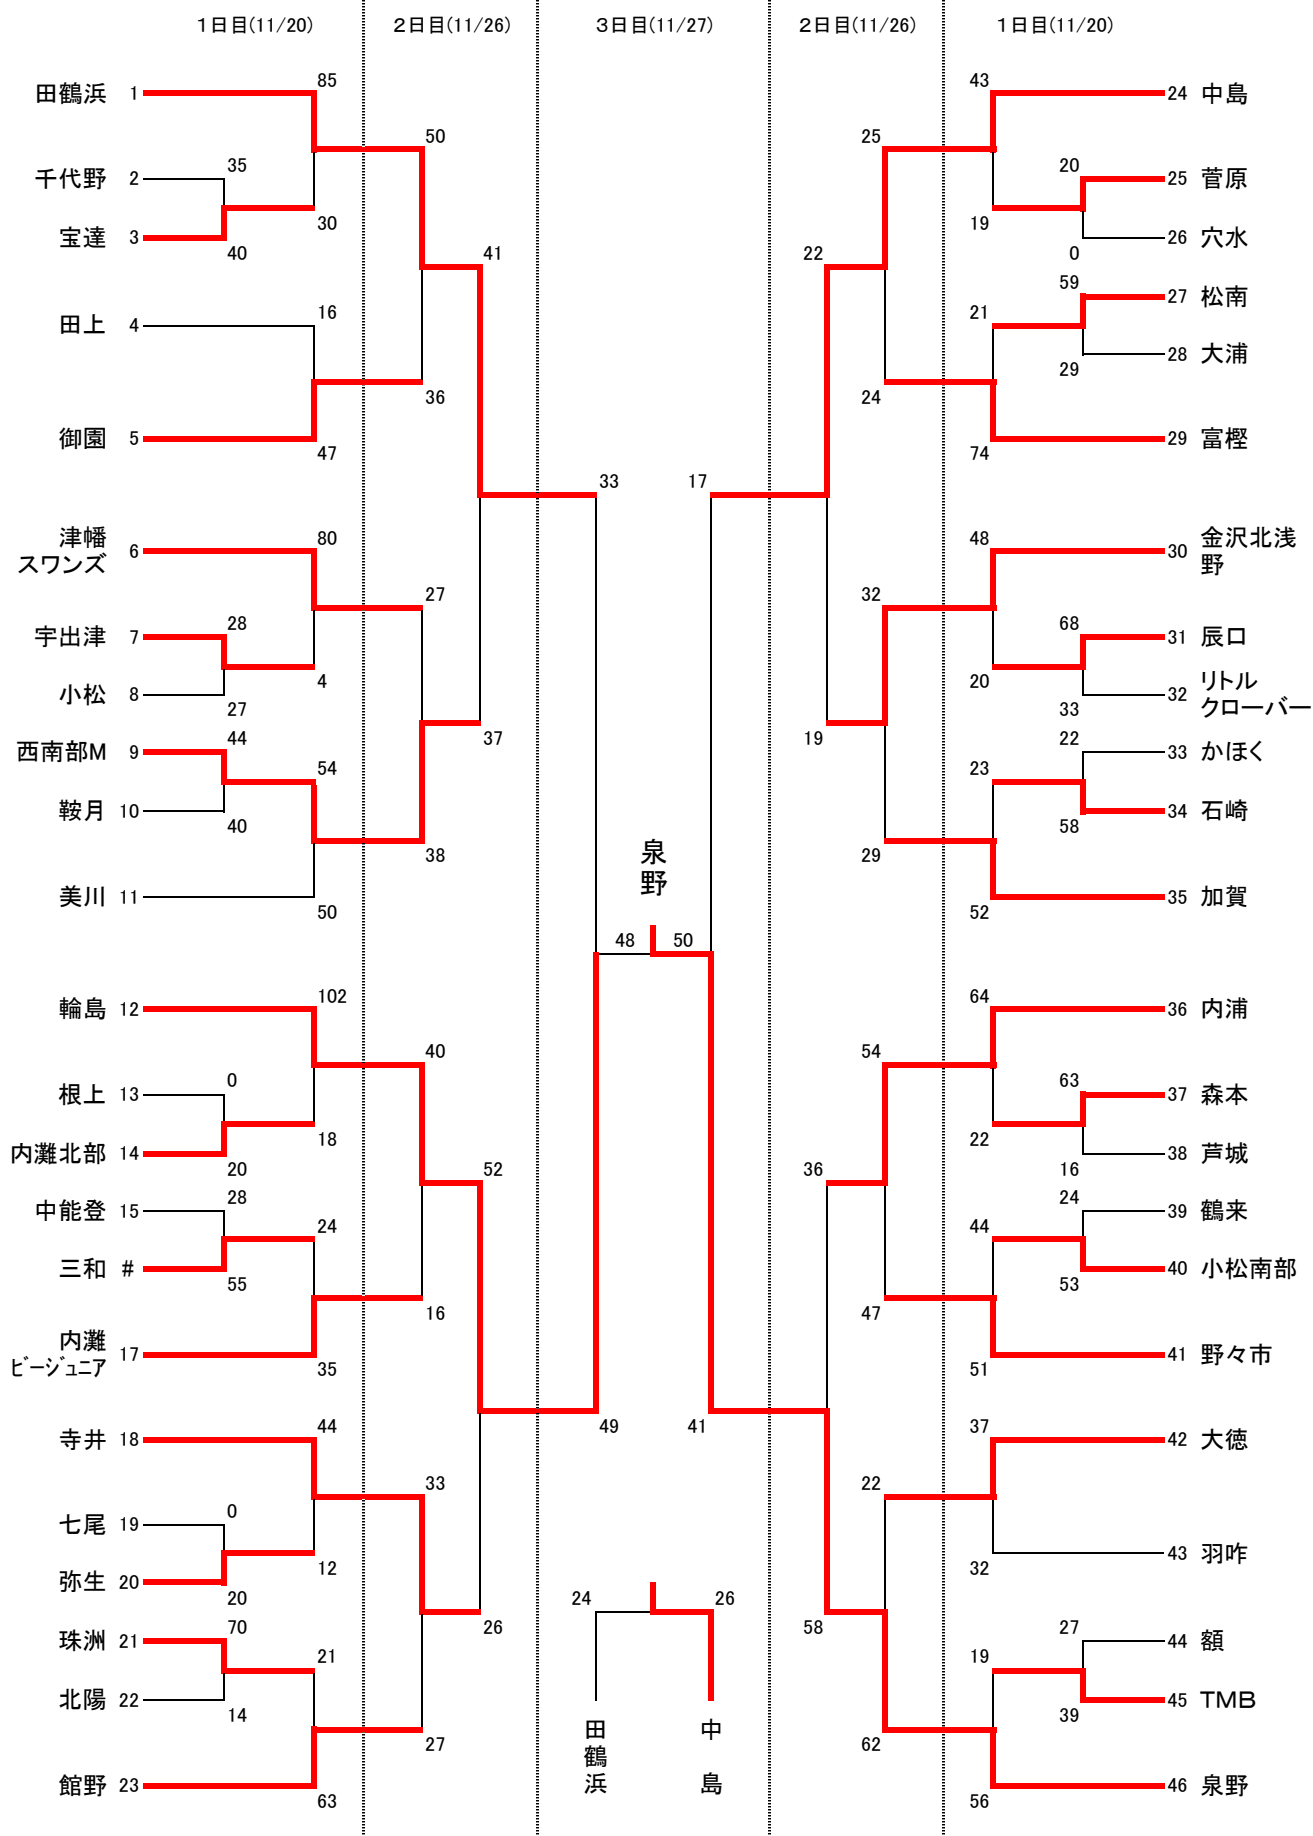 1日目(11/20)
2日目(11/26)
3日目(11/27)
2日目(11/26)
1日目(11/20)
田鶴浜 1
千代野 2
宝達 3
田上 4
御園 5
津幡
スワンズ 6
宇出津 7
小松 8
西南部M 9
鞍月 10
美川 11
輪島 12
根上 13
内灘北部 14
中能登 15
三和 #
内灘
ビージュニア 17
寺井 18
七尾 19
弥生 20
珠洲 21
北陽 22
館野 23
85
35
40
30
16
47
80
28
27
4
44
40
54
50
102
0
20
18
28
55
24
35
44
0
20
12
70
14
21
63
50
36
27
38
40
16
33
27
41
37
52
26
33
49
17
41
泉野
48
50
24
26
田鶴浜
中島
22
19
36
58
25
24
32
29
54
47
22
62
43
20
0
19
59
29
21
74
48
68
33
20
22
58
23
52
64
63
16
22
24
53
44
51
37
32
27
39
19
56
24 中島
25 菅原
26 穴水
27 松南
28 大浦
29 富樫
30 金沢北浅
野
31 辰口
32 リトル
クローバー
33 かほく
34 石崎
35 加賀
36 内浦
37 森本
38 芦城
39 鶴来
40 小松南部
41 野々市
42 大徳
43 羽咋
44 額
45 TMB
46 泉野